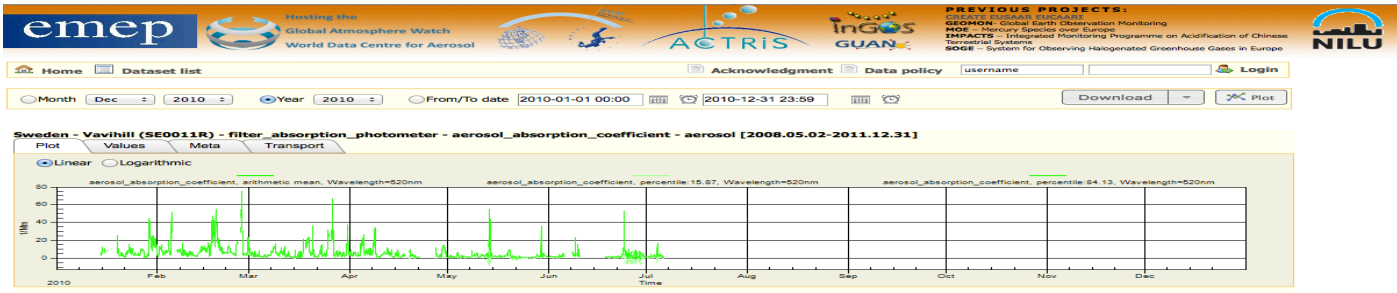 emep
Hosting the
Global Atmosphere Watch
World Data Centre for Aerosol
ACTRiS
inGOS
GUAN
PREVIOUS PROJECTS:
CREATE EUSAAR EUCAARI
GEOMON- Global Earth Observation Monitoring
MOE - Mercury Species over Europe
IMPACTS - Integrated Monitoring Programme on Acidification of Chinese
Terrestrial Systems
SOGE - System for Observing Halogenated Greenhouse Gases in Europe
NILU
Home Dataset list Acknowledgment Data policy username Login
Month Dec 2010 Year 2010 From/To date 2010-01-01 00:00 2010-12-31 23:59 Download Plot
Sweden - Vavihill (SE0011R) - filter_absorption_photometer - aerosol_absorption_coefficient - aerosol [2008.05.02-2011.12.31]
Plot Values Meta Transport
Linear Logarithmic
aerosol_absorption_coefficient, arithmetic mean, Wavelength=520nm aerosol_absorption_coefficient, percentile:15.87, Wavelength=520nm aerosol_absorption_coefficient, percentile:84.13, Wavelength=520nm
80
60
40
20
0
1/Mm
Feb Mar Apr May Jun Jul Aug Sep Oct Nov Dec
2010 Time